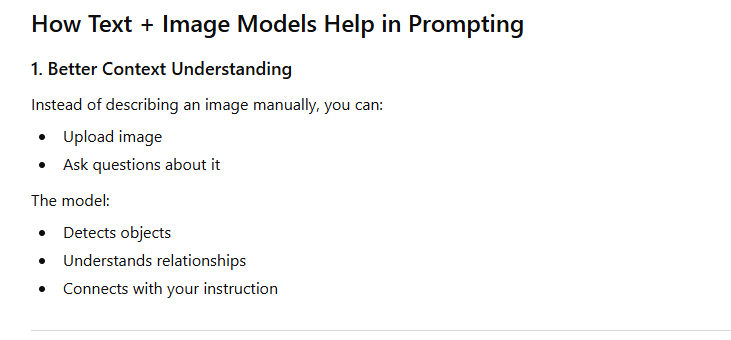 How Text + Image Models Help in Prompting
1. Better Context Understanding
Instead of describing an image manually, you can:
• Upload image
• Ask questions about it
The model:
• Detects objects
• Understands relationships
• Connects with your instruction